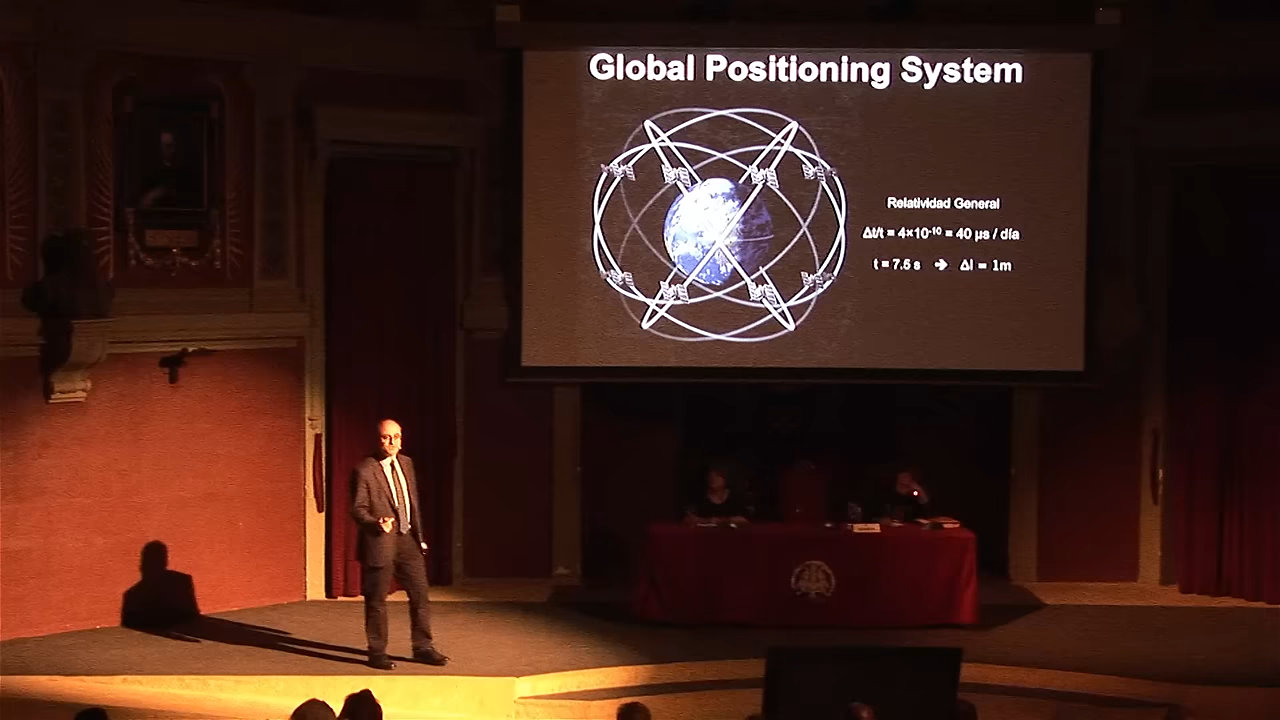 Global Positioning System
Relatividad General
Δt/t = 4×10⁻¹⁰ = 40 µs / día
t = 7.5 s ➔ Δl = 1m